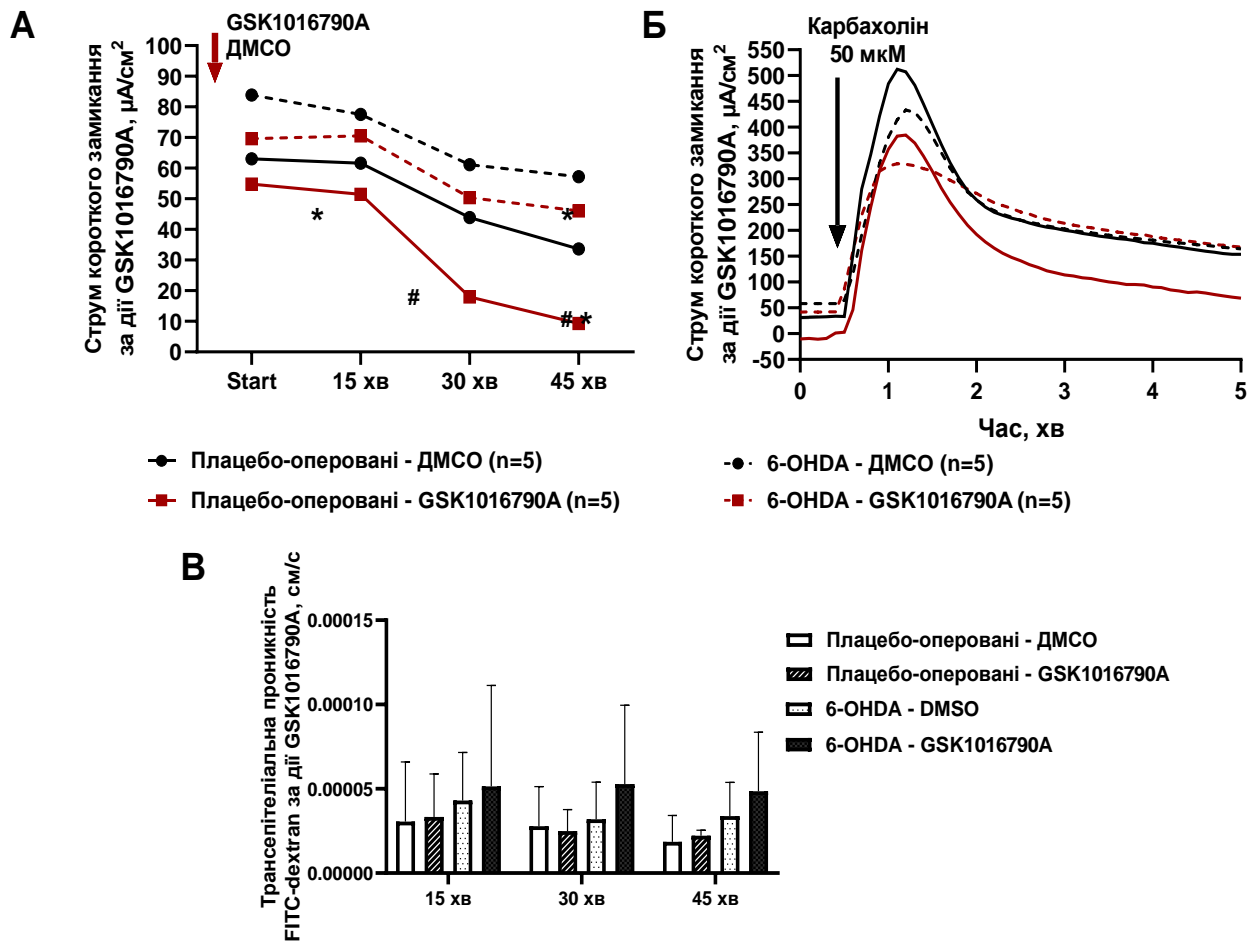 А
GSK1016790A
ДМСО
Струм короткого замикання
за дії GSK1016790A, µA/см²
100
90
80
70
60
50
40
30
20
10
0
*
#
*
# *
Start
15 хв
30 хв
45 хв
Б
Карбахолін
50 мкМ
Струм короткого замикання
за дії GSK1016790A, µA/см²
550
500
450
400
350
300
250
200
150
100
50
0
-50
0
1
2
3
4
5
Час, хв
Плацебо-оперовані - ДМСО (n=5)
Плацебо-оперовані - GSK1016790A (n=5)
6-OHDA - ДМСО (n=5)
6-OHDA - GSK1016790A (n=5)
В
Трансепітеліальна проникність
FITC-dextran за дії GSK1016790A, см/с
0.00015
0.00010
0.00005
0.00000
15 хв
30 хв
45 хв
Плацебо-оперовані - ДМСО
Плацебо-оперовані - GSK1016790A
6-OHDA - DMSO
6-OHDA - GSK1016790A